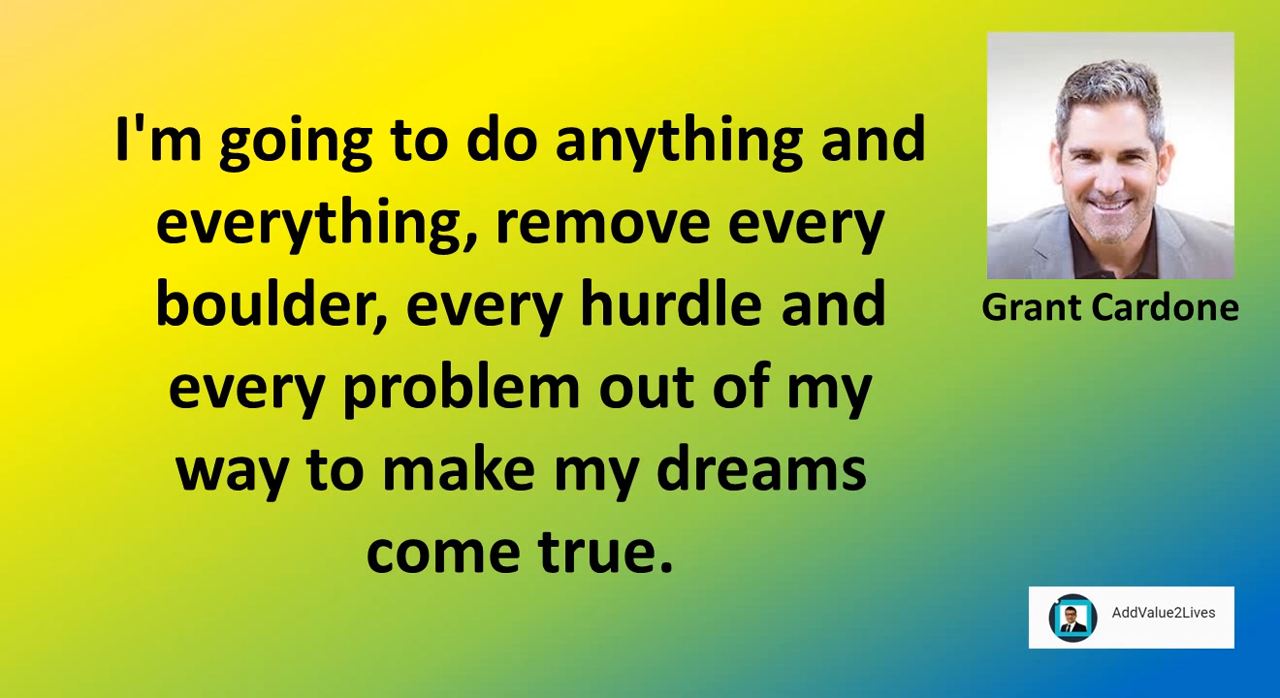 I'm going to do anything and
everything, remove every
boulder, every hurdle and
every problem out of my
way to make my dreams
come true.
Grant Cardone
AddValue2Lives